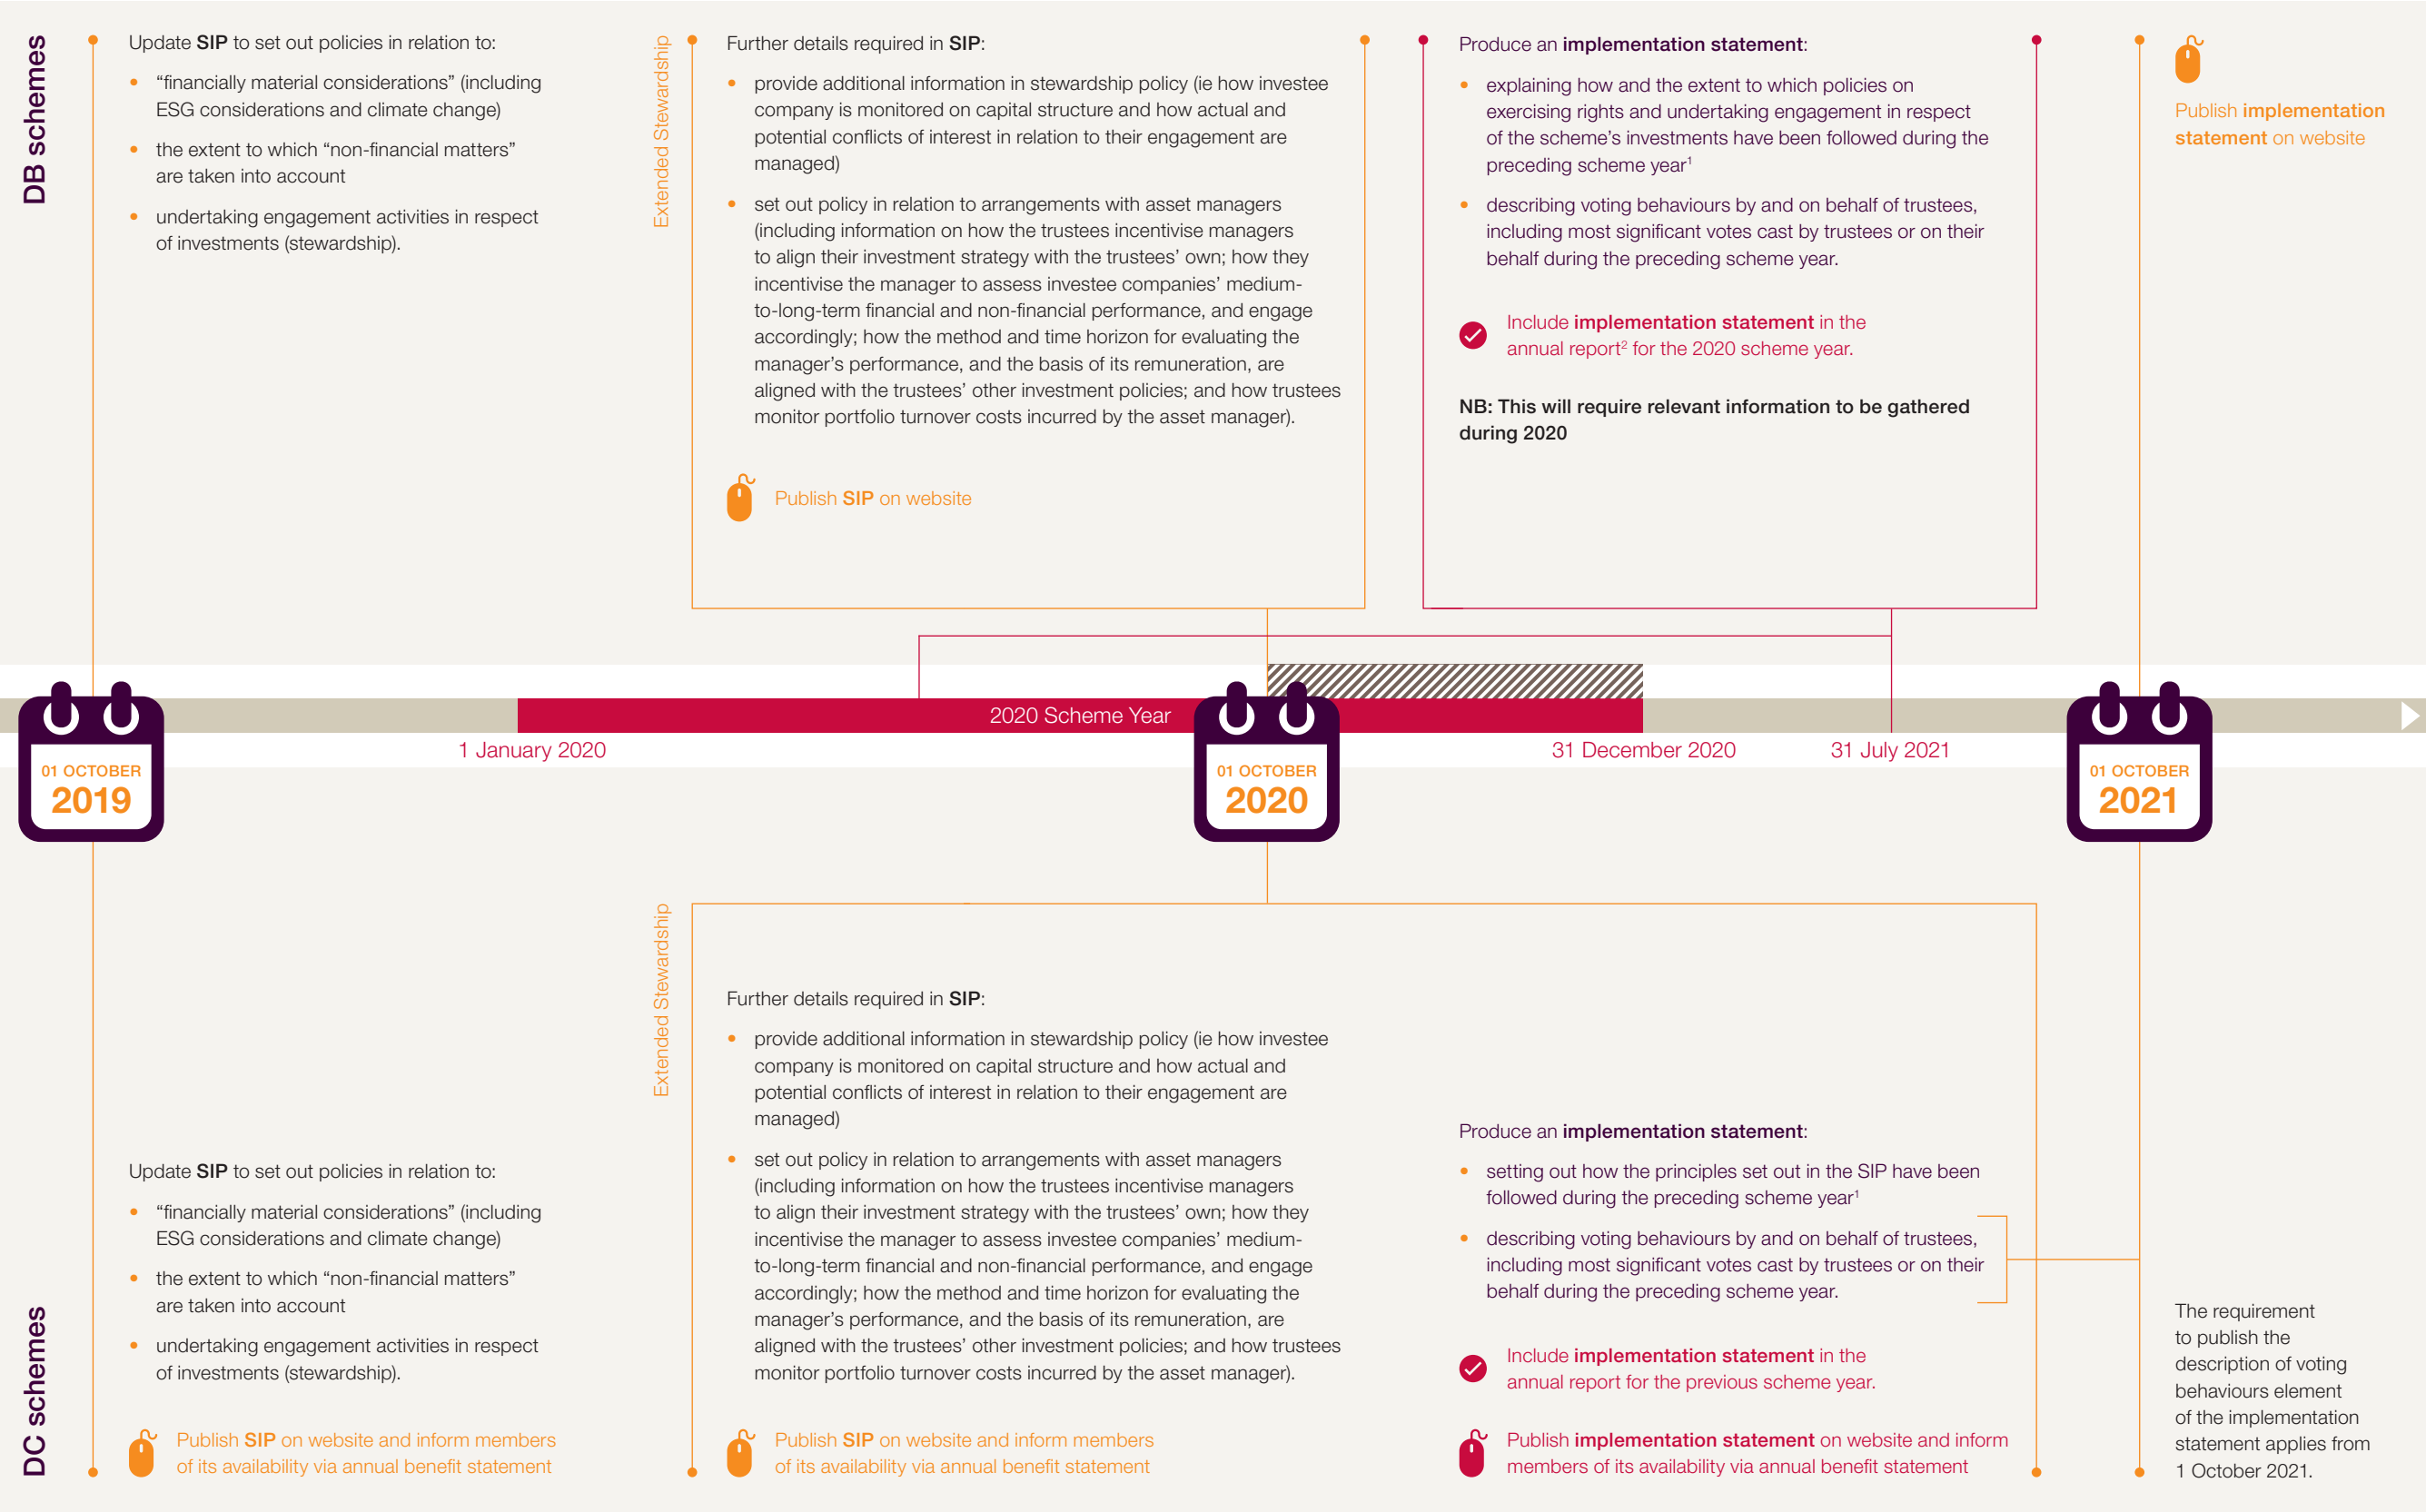 DB schemes
Update SIP to set out policies in relation to:
• “financially material considerations” (including
ESG considerations and climate change)
• the extent to which “non-financial matters”
are taken into account
• undertaking engagement activities in respect
of investments (stewardship).
Extended Stewardship
Further details required in SIP:
• provide additional information in stewardship policy (ie how investee
company is monitored on capital structure and how actual and
potential conflicts of interest in relation to their engagement are
managed)
• set out policy in relation to arrangements with asset managers
(including information on how the trustees incentivise managers
to align their investment strategy with the trustees’ own; how they
incentivise the manager to assess investee companies’ medium-
to-long-term financial and non-financial performance, and engage
accordingly; how the method and time horizon for evaluating the
manager’s performance, and the basis of its remuneration, are
aligned with the trustees’ other investment policies; and how trustees
monitor portfolio turnover costs incurred by the asset manager).
Publish SIP on website
Produce an implementation statement:
• explaining how and the extent to which policies on
exercising rights and undertaking engagement in respect
of the scheme’s investments have been followed during the
preceding scheme year¹
• describing voting behaviours by and on behalf of trustees,
including most significant votes cast by trustees or on their
behalf during the preceding scheme year.
Include implementation statement in the
annual report² for the 2020 scheme year.
NB: This will require relevant information to be gathered
during 2020
Publish implementation
statement on website
2020 Scheme Year
1 January 2020
31 December 2020
31 July 2021
01 OCTOBER
2019
01 OCTOBER
2020
01 OCTOBER
2021
DC schemes
Update SIP to set out policies in relation to:
• “financially material considerations” (including
ESG considerations and climate change)
• the extent to which “non-financial matters”
are taken into account
• undertaking engagement activities in respect
of investments (stewardship).
Publish SIP on website and inform members
of its availability via annual benefit statement
Extended Stewardship
Further details required in SIP:
• provide additional information in stewardship policy (ie how investee
company is monitored on capital structure and how actual and
potential conflicts of interest in relation to their engagement are
managed)
• set out policy in relation to arrangements with asset managers
(including information on how the trustees incentivise managers
to align their investment strategy with the trustees’ own; how they
incentivise the manager to assess investee companies’ medium-
to-long-term financial and non-financial performance, and engage
accordingly; how the method and time horizon for evaluating the
manager’s performance, and the basis of its remuneration, are
aligned with the trustees’ other investment policies; and how trustees
monitor portfolio turnover costs incurred by the asset manager).
Publish SIP on website and inform members
of its availability via annual benefit statement
Produce an implementation statement:
• setting out how the principles set out in the SIP have been
followed during the preceding scheme year¹
• describing voting behaviours by and on behalf of trustees,
including most significant votes cast by trustees or on their
behalf during the preceding scheme year.
Include implementation statement in the
annual report for the previous scheme year.
Publish implementation statement on website and inform
members of its availability via annual benefit statement
The requirement
to publish the
description of voting
behaviours element
of the implementation
statement applies from
1 October 2021.